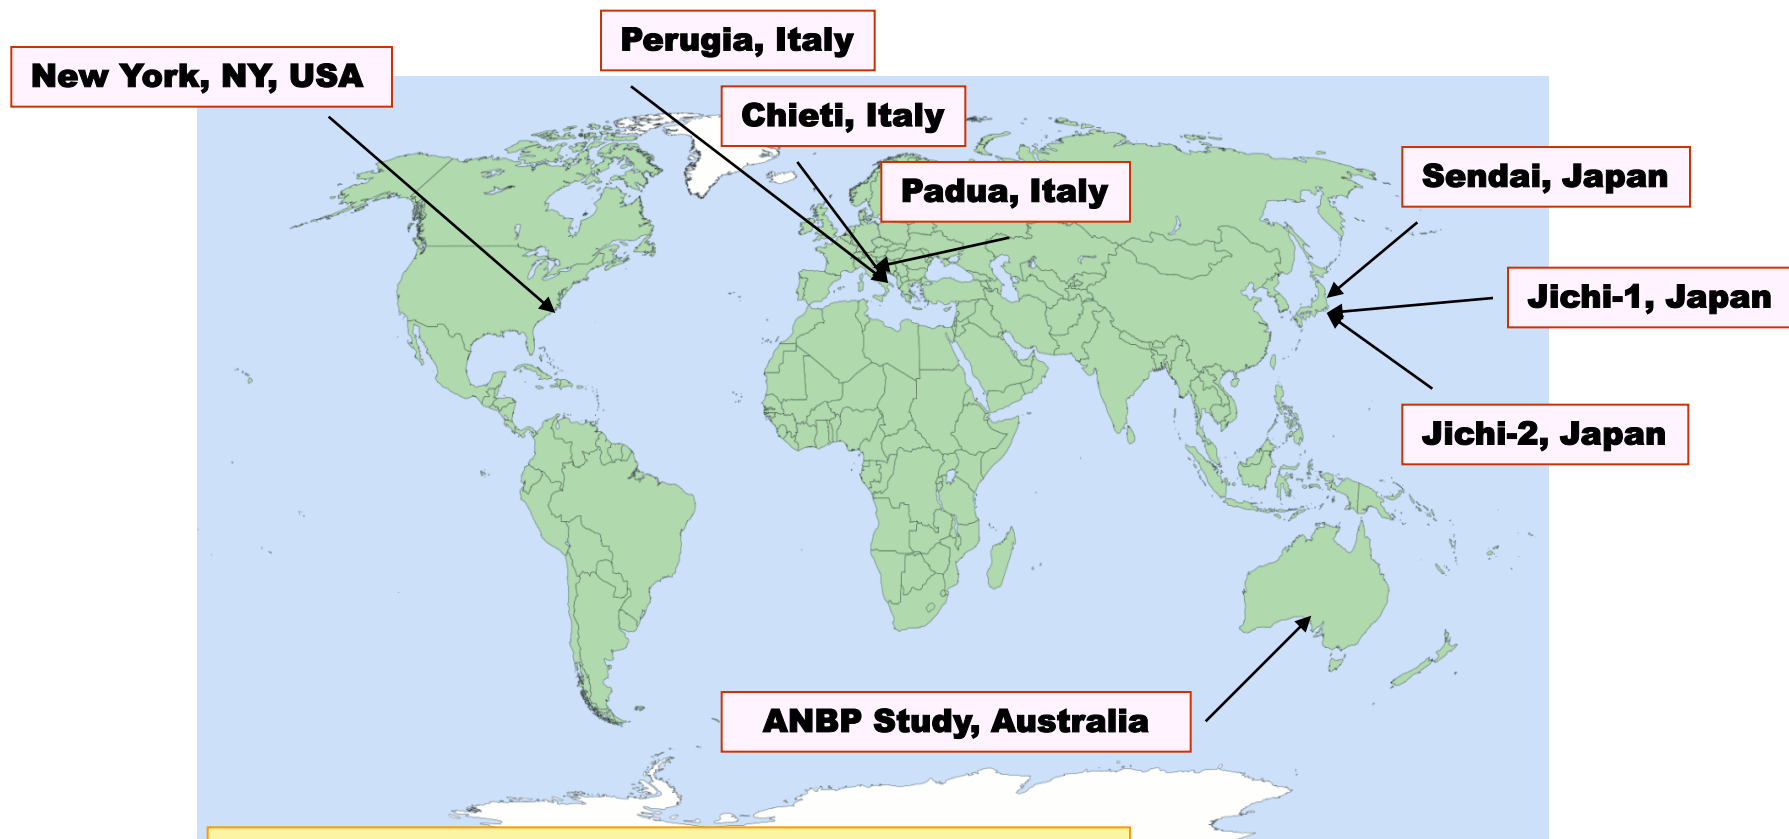 Perugia, Italy
New York, NY, USA
Chieti, Italy
Padua, Italy
Sendai, Japan
Jichi-1, Japan
Jichi-2, Japan
ANBP Study, Australia